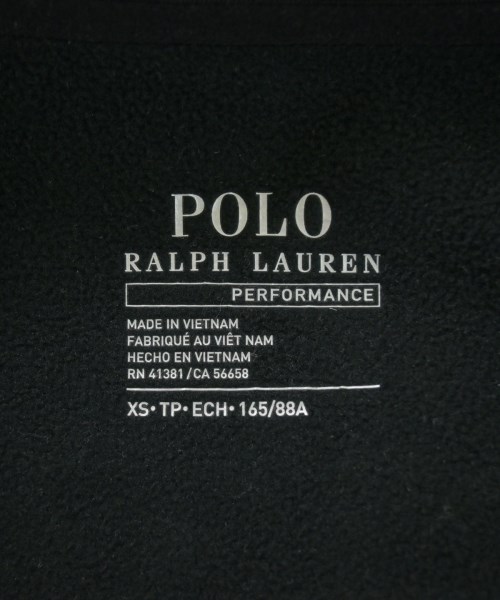 POLO
RALPH LAUREN
PERFORMANCE
MADE IN VIETNAM
FABRIQUÉ AU VIÊT NAM
HECHO EN VIETNAM
RN 41381/CA 56658
XS• TP• ECH• 165/88A